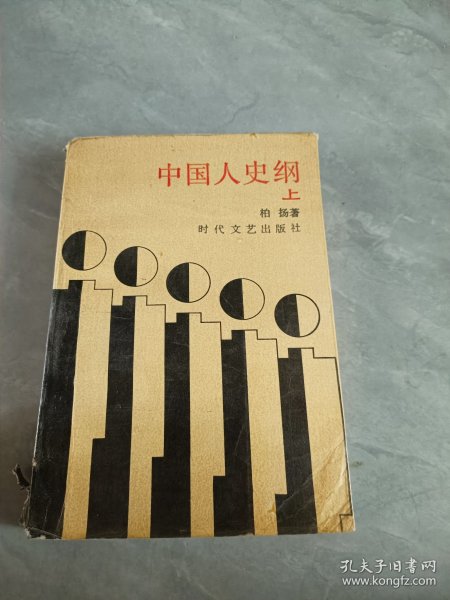 中国人史纲
上
柏 扬著
时代文艺出版社
孔夫子旧书网
www.kongfz.com